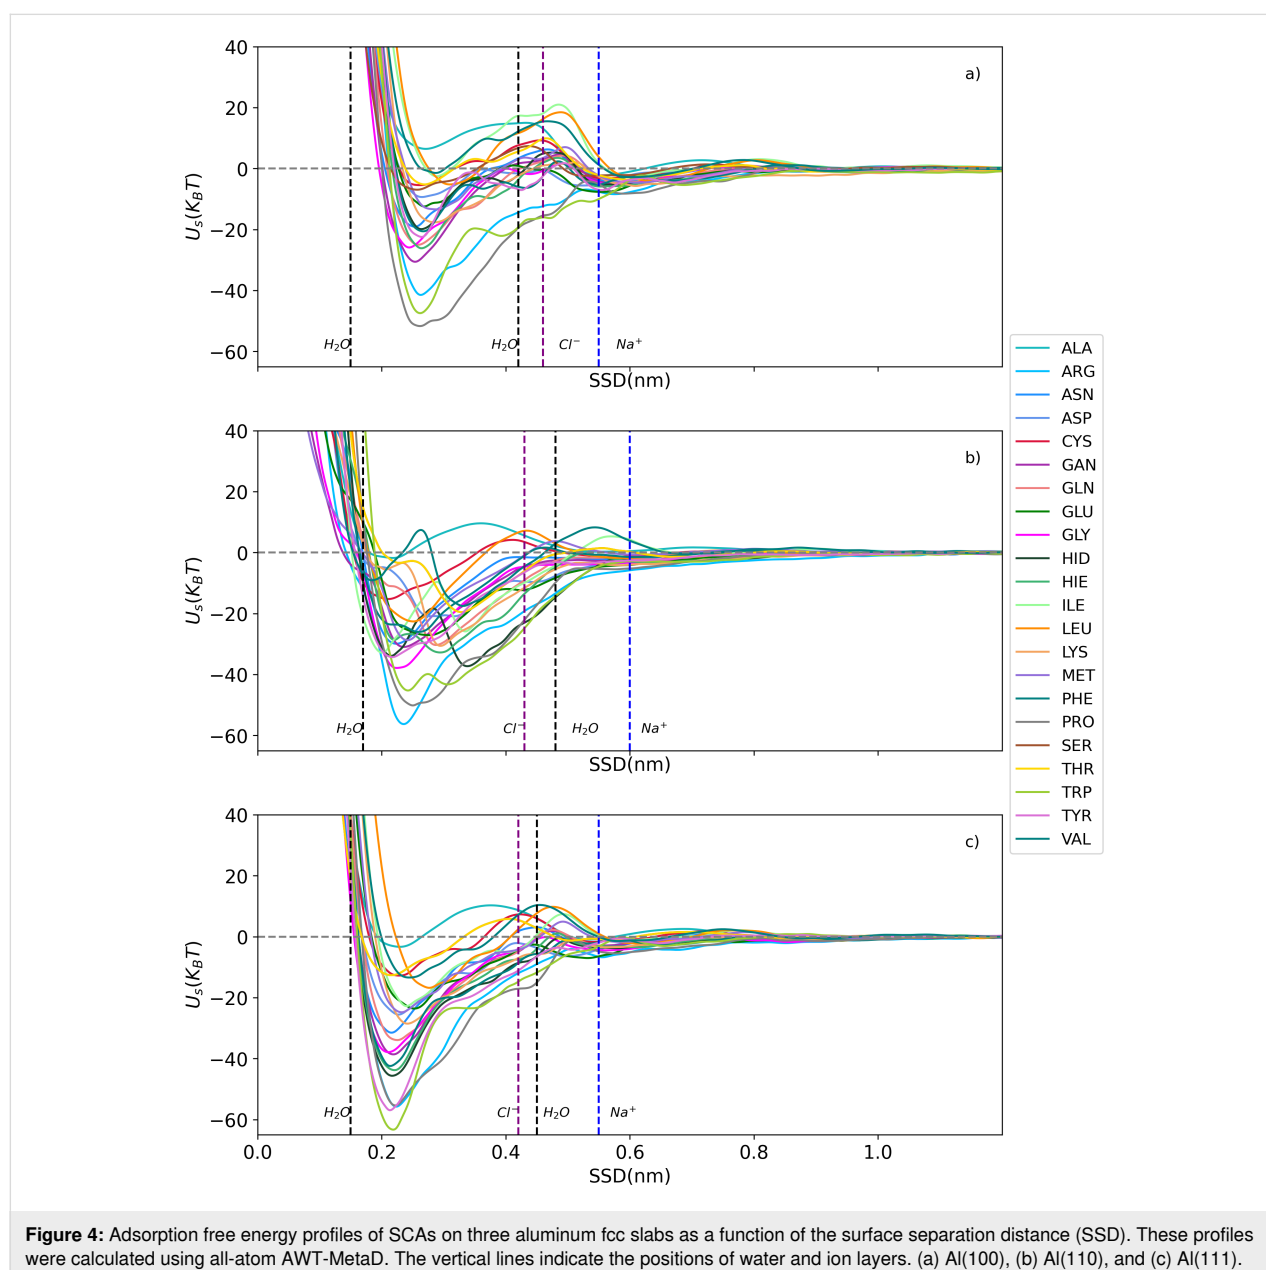 40
20
0
−20
−40
−60
U_s(K_BT)
a)
H₂O
H₂O
Cl⁻
Na⁺
SSD(nm)
40
20
0
−20
−40
−60
U_s(K_BT)
b)
H₂O
Cl⁻
H₂O
Na⁺
SSD(nm)
40
20
0
−20
−40
−60
U_s(K_BT)
c)
H₂O
Cl⁻
H₂O
Na⁺
0.0 0.2 0.4 0.6 0.8 1.0
SSD(nm)
ALA
ARG
ASN
ASP
CYS
GAN
GLN
GLU
GLY
HID
HIE
ILE
LEU
LYS
MET
PHE
PRO
SER
THR
TRP
TYR
VAL
Figure 4: Adsorption free energy profiles of SCAs on three aluminum fcc slabs as a function of the surface separation distance (SSD). These profiles
were calculated using all-atom AWT-MetaD. The vertical lines indicate the positions of water and ion layers. (a) Al(100), (b) Al(110), and (c) Al(111).